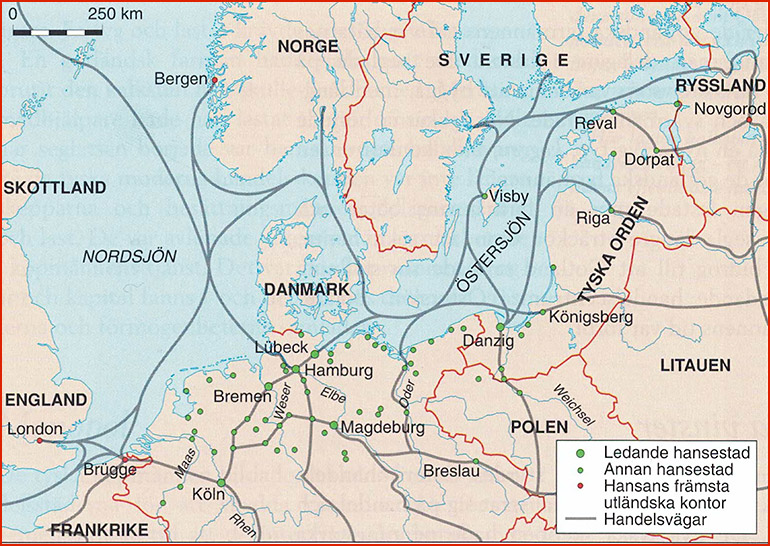 0 250 km
NORGE
SVERIGE
Bergen
RYSSLAND
Novgorod
Reval
Dorpat
SKOTTLAND
Visby
Riga
NORDSJÖN
ÖSTERSJÖN
TYSKA ORDEN
DANMARK
Königsberg
Lübeck
Danzig
Hamburg
LITAUEN
ENGLAND
Bremen
Weser
Elbe
Oder
Weichsel
London
Magdeburg
POLEN
Brügge
Maas
Breslau
Köln
Rhen
FRANKRIKE
Ledande hansestad
Annan hansestad
Hansans främsta
utländska kontor
Handelsvägar